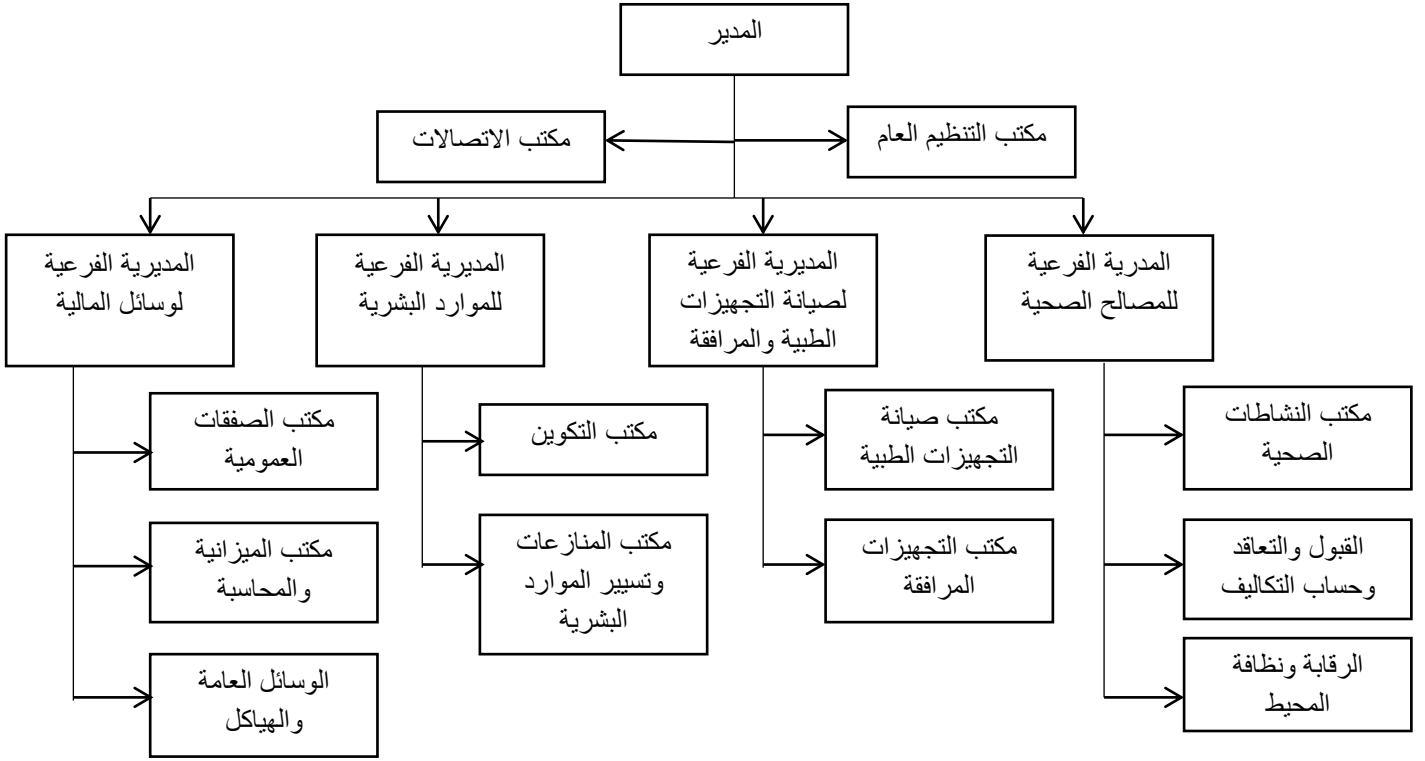 المدير
مكتب التنظيم العام
مكتب الاتصالات
المدرية الفرعية
للمصالح الصحية
المديرية الفرعية
لصيانة التجهيزات
الطبية والمرافقة
المديرية الفرعية
للموارد البشرية
المديرية الفرعية
لوسائل المالية
مكتب النشاطات
الصحية
القبول والتعاقد
وحساب التكاليف
الرقابة ونظافة
المحيط
مكتب صيانة
التجهيزات الطبية
مكتب التجهيزات
المرافقة
مكتب التكوين
مكتب المنازعات
وتسيير الموارد
البشرية
مكتب الصفقات
العمومية
مكتب الميزانية
والمحاسبة
الوسائل العامة
والهياكل